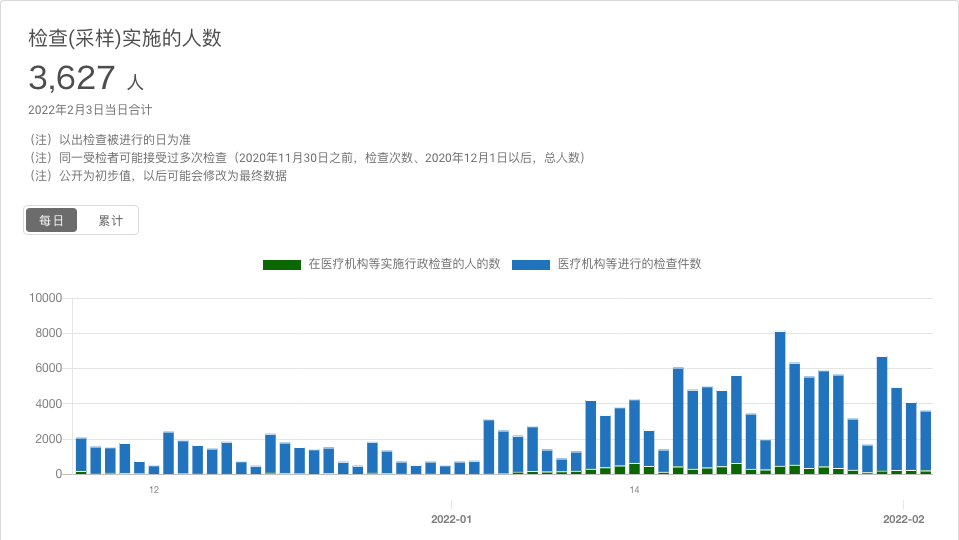 检查(采样)实施的人数
3,627 人
2022年2月3日当日合计
（注）以出检查被进行的日为准
（注）同一受检者可能接受过多次检查（2020年11月30日之前，检查次数、2020年12月1日以后，总人数）
（注）公开为初步值，以后可能会修改为最终数据
每日 累计
在医疗机构等实施行政检查的人的数 医疗机构等进行的检查件数
10000
8000
6000
4000
2000
0
12 14
2022-01 2022-02